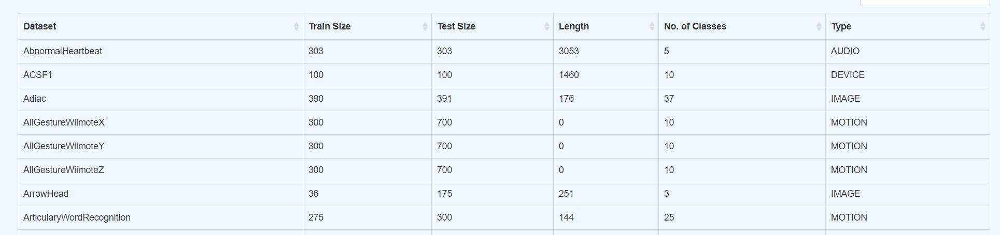 Dataset Train Size Test Size Length No. of Classes Type
AbnormalHeartbeat 303 303 3053 5 AUDIO
ACSF1 100 100 1460 10 DEVICE
Adiac 390 391 176 37 IMAGE
AllGestureWiimoteX 300 700 0 10 MOTION
AllGestureWiimoteY 300 700 0 10 MOTION
AllGestureWiimoteZ 300 700 0 10 MOTION
ArrowHead 36 175 251 3 IMAGE
ArticularyWordRecognition 275 300 144 25 MOTION